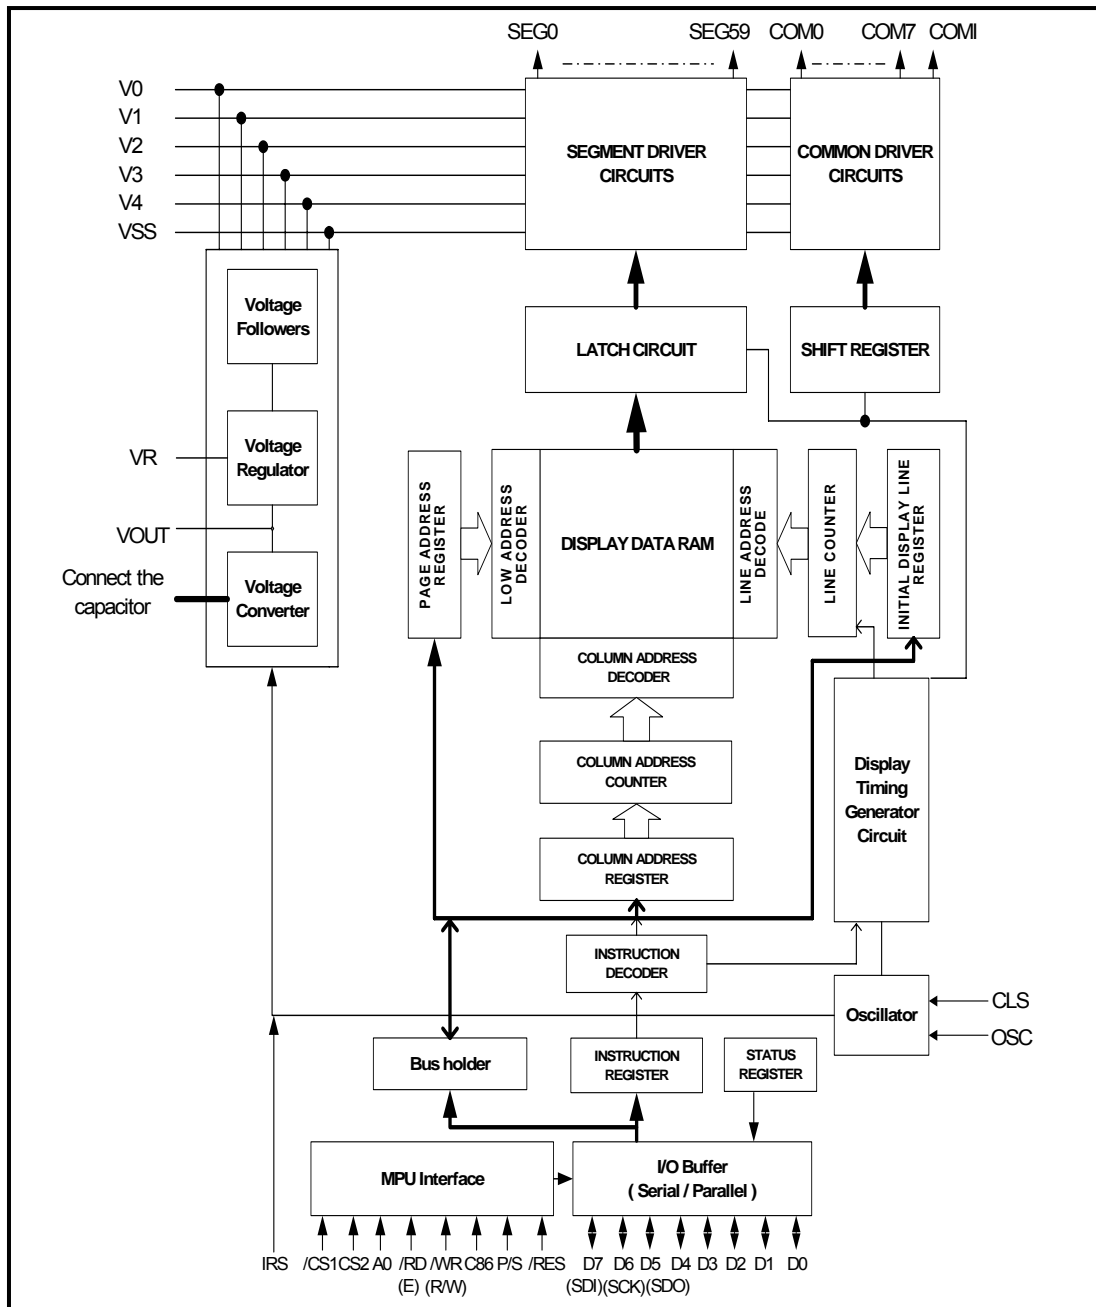 SEG0 SEG59 COM0 COM7 COMI
V0
V1
V2
V3
V4
VSS
SEGMENT DRIVER
CIRCUITS
COMMON DRIVER
CIRCUITS
Voltage
Followers
LATCH CIRCUIT
SHIFT REGISTER
VR
Voltage
Regulator
VOUT
Connect the
capacitor
Voltage
Converter
PAGE ADDRESS
REGISTER
LOW ADDRESS
DECODER
DISPLAY DATA RAM
LINE ADDRESS
DECODE
LINE COUNTER
INITIAL DISPLAY LINE
REGISTER
COLUMN ADDRESS
DECODER
COLUMN ADDRESS
COUNTER
COLUMN ADDRESS
REGISTER
Display
Timing
Generator
Circuit
INSTRUCTION
DECODER
Oscillator
CLS
OSC
Bus holder
INSTRUCTION
REGISTER
STATUS
REGISTER
MPU Interface
I/O Buffer
( Serial / Parallel )
IRS /CS1 CS2 A0 /RD /WR C86 P/S /RES D7 D6 D5 D4 D3 D2 D1 D0
(E) (R/W) (SDI) (SCK) (SDO)